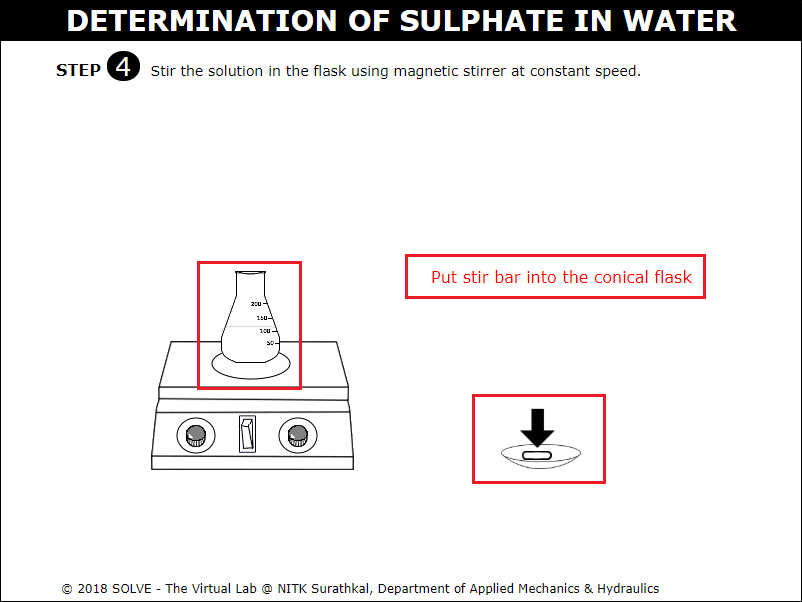 DETERMINATION OF SULPHATE IN WATER
STEP 4 Stir the solution in the flask using magnetic stirrer at constant speed.
Put stir bar into the conical flask
200
150
100
50
© 2018 SOLVE - The Virtual Lab @ NITK Surathkal, Department of Applied Mechanics & Hydraulics